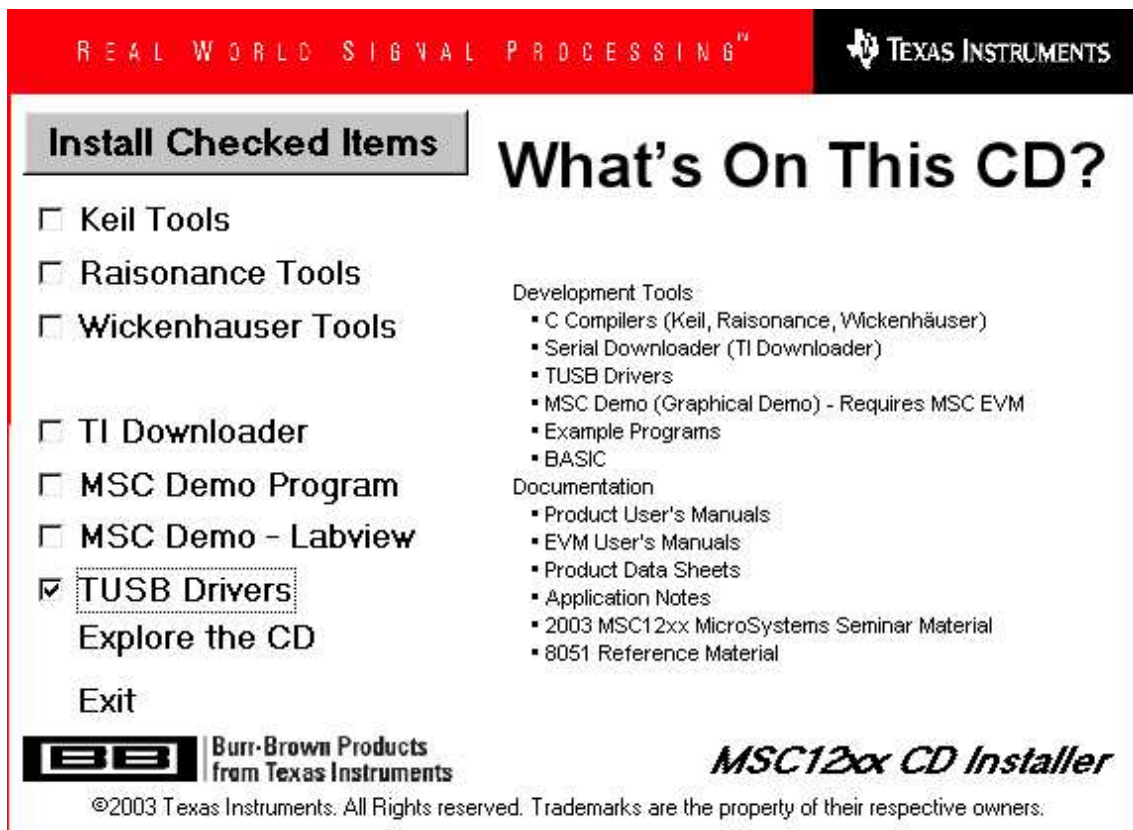 REAL WORLD SIGNAL PROCESSING™
TEXAS INSTRUMENTS
Install Checked Items
Keil Tools
Raisonance Tools
Wickenhauser Tools
TI Downloader
MSC Demo Program
MSC Demo - Labview
TUSB Drivers
Explore the CD
Exit
What's On This CD?
Development Tools
▪ C Compilers (Keil, Raisonance, Wickenhäuser)
▪ Serial Downloader (TI Downloader)
▪ TUSB Drivers
▪ MSC Demo (Graphical Demo) - Requires MSC EVM
▪ Example Programs
▪ BASIC
Documentation
▪ Product User's Manuals
▪ EVM User's Manuals
▪ Product Data Sheets
▪ Application Notes
▪ 2003 MSC12xx MicroSystems Seminar Material
▪ 8051 Reference Material
BB
Burr-Brown Products
from Texas Instruments
MSC12xx CD Installer
©2003 Texas Instruments. All Rights reserved. Trademarks are the property of their respective owners.